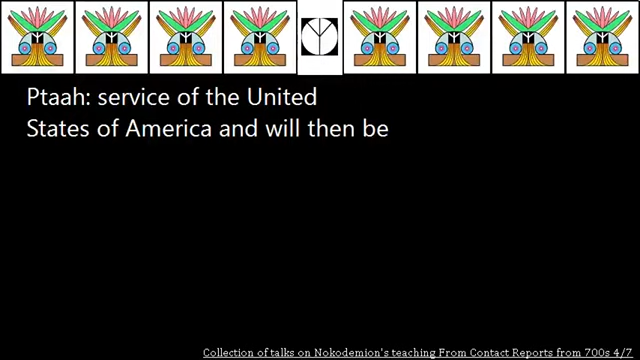 Ptaah: service of the United
States of America and will then be
Collection of talks on Nokodemion's teaching From Contact Reports from 700s 4/7